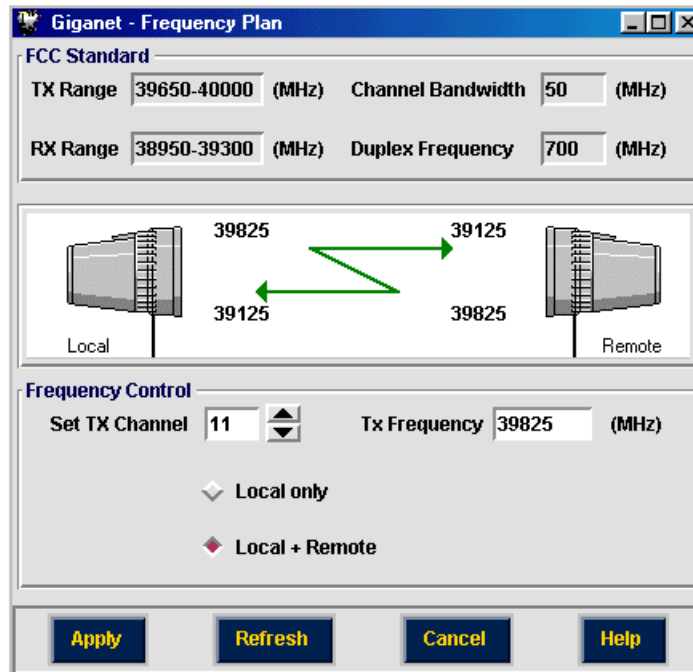 Giganet - Frequency Plan
FCC Standard
TX Range 39650-40000 (MHz) Channel Bandwidth 50 (MHz)
RX Range 38950-39300 (MHz) Duplex Frequency 700 (MHz)
39825 39125
39125 39825
Local Remote
Frequency Control
Set TX Channel 11 Tx Frequency 39825 (MHz)
Local only
Local + Remote
Apply Refresh Cancel Help